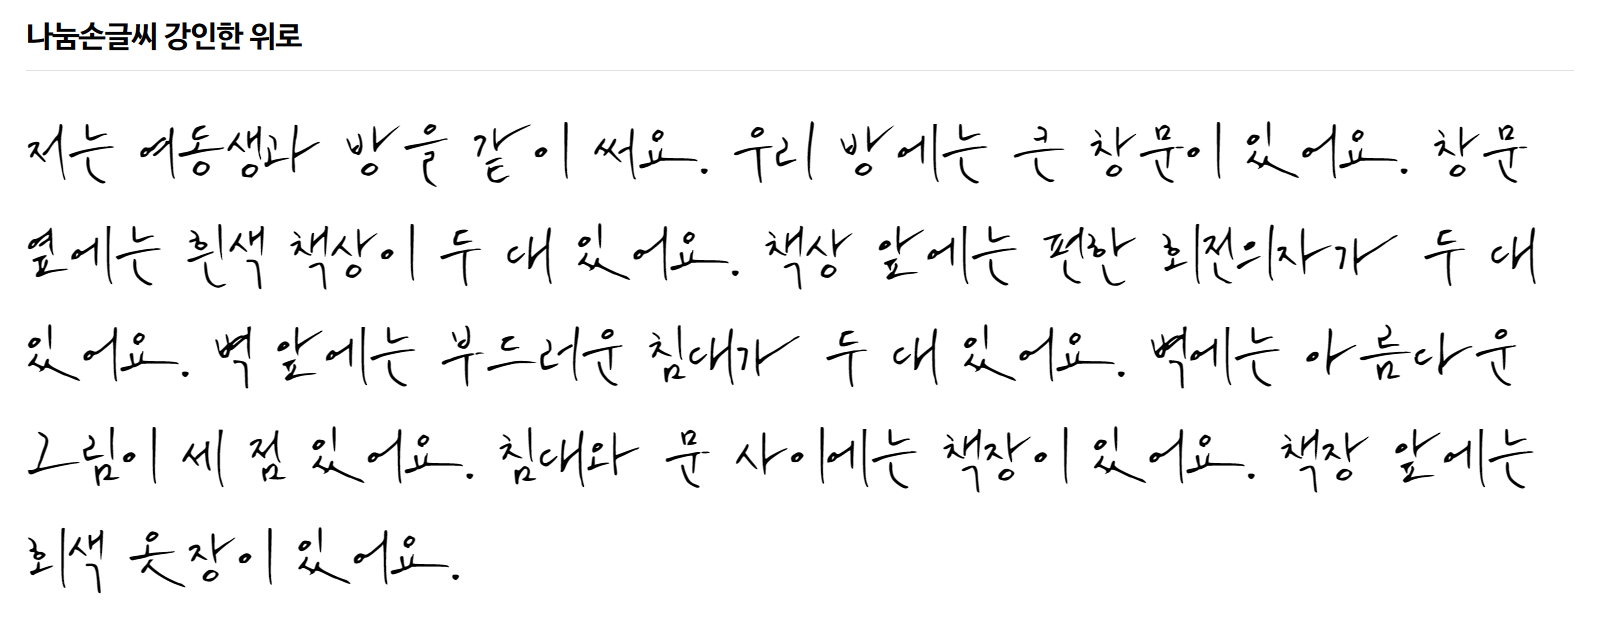 나눔손글씨 강인한 위로
저는 여동생과 방을 같이 써요. 우리 방에는 큰 창문이 있어요. 창문
옆에는 흰색 책상이 두 대 있어요. 책상 앞에는 편한 회전의자가 두 대
있어요. 벽 앞에는 부드러운 침대가 두 대 있어요. 벽에는 아름다운
그림이 세 점 있어요. 침대와 문 사이에는 책장이 있어요. 책장 앞에는
회색 옷장이 있어요.